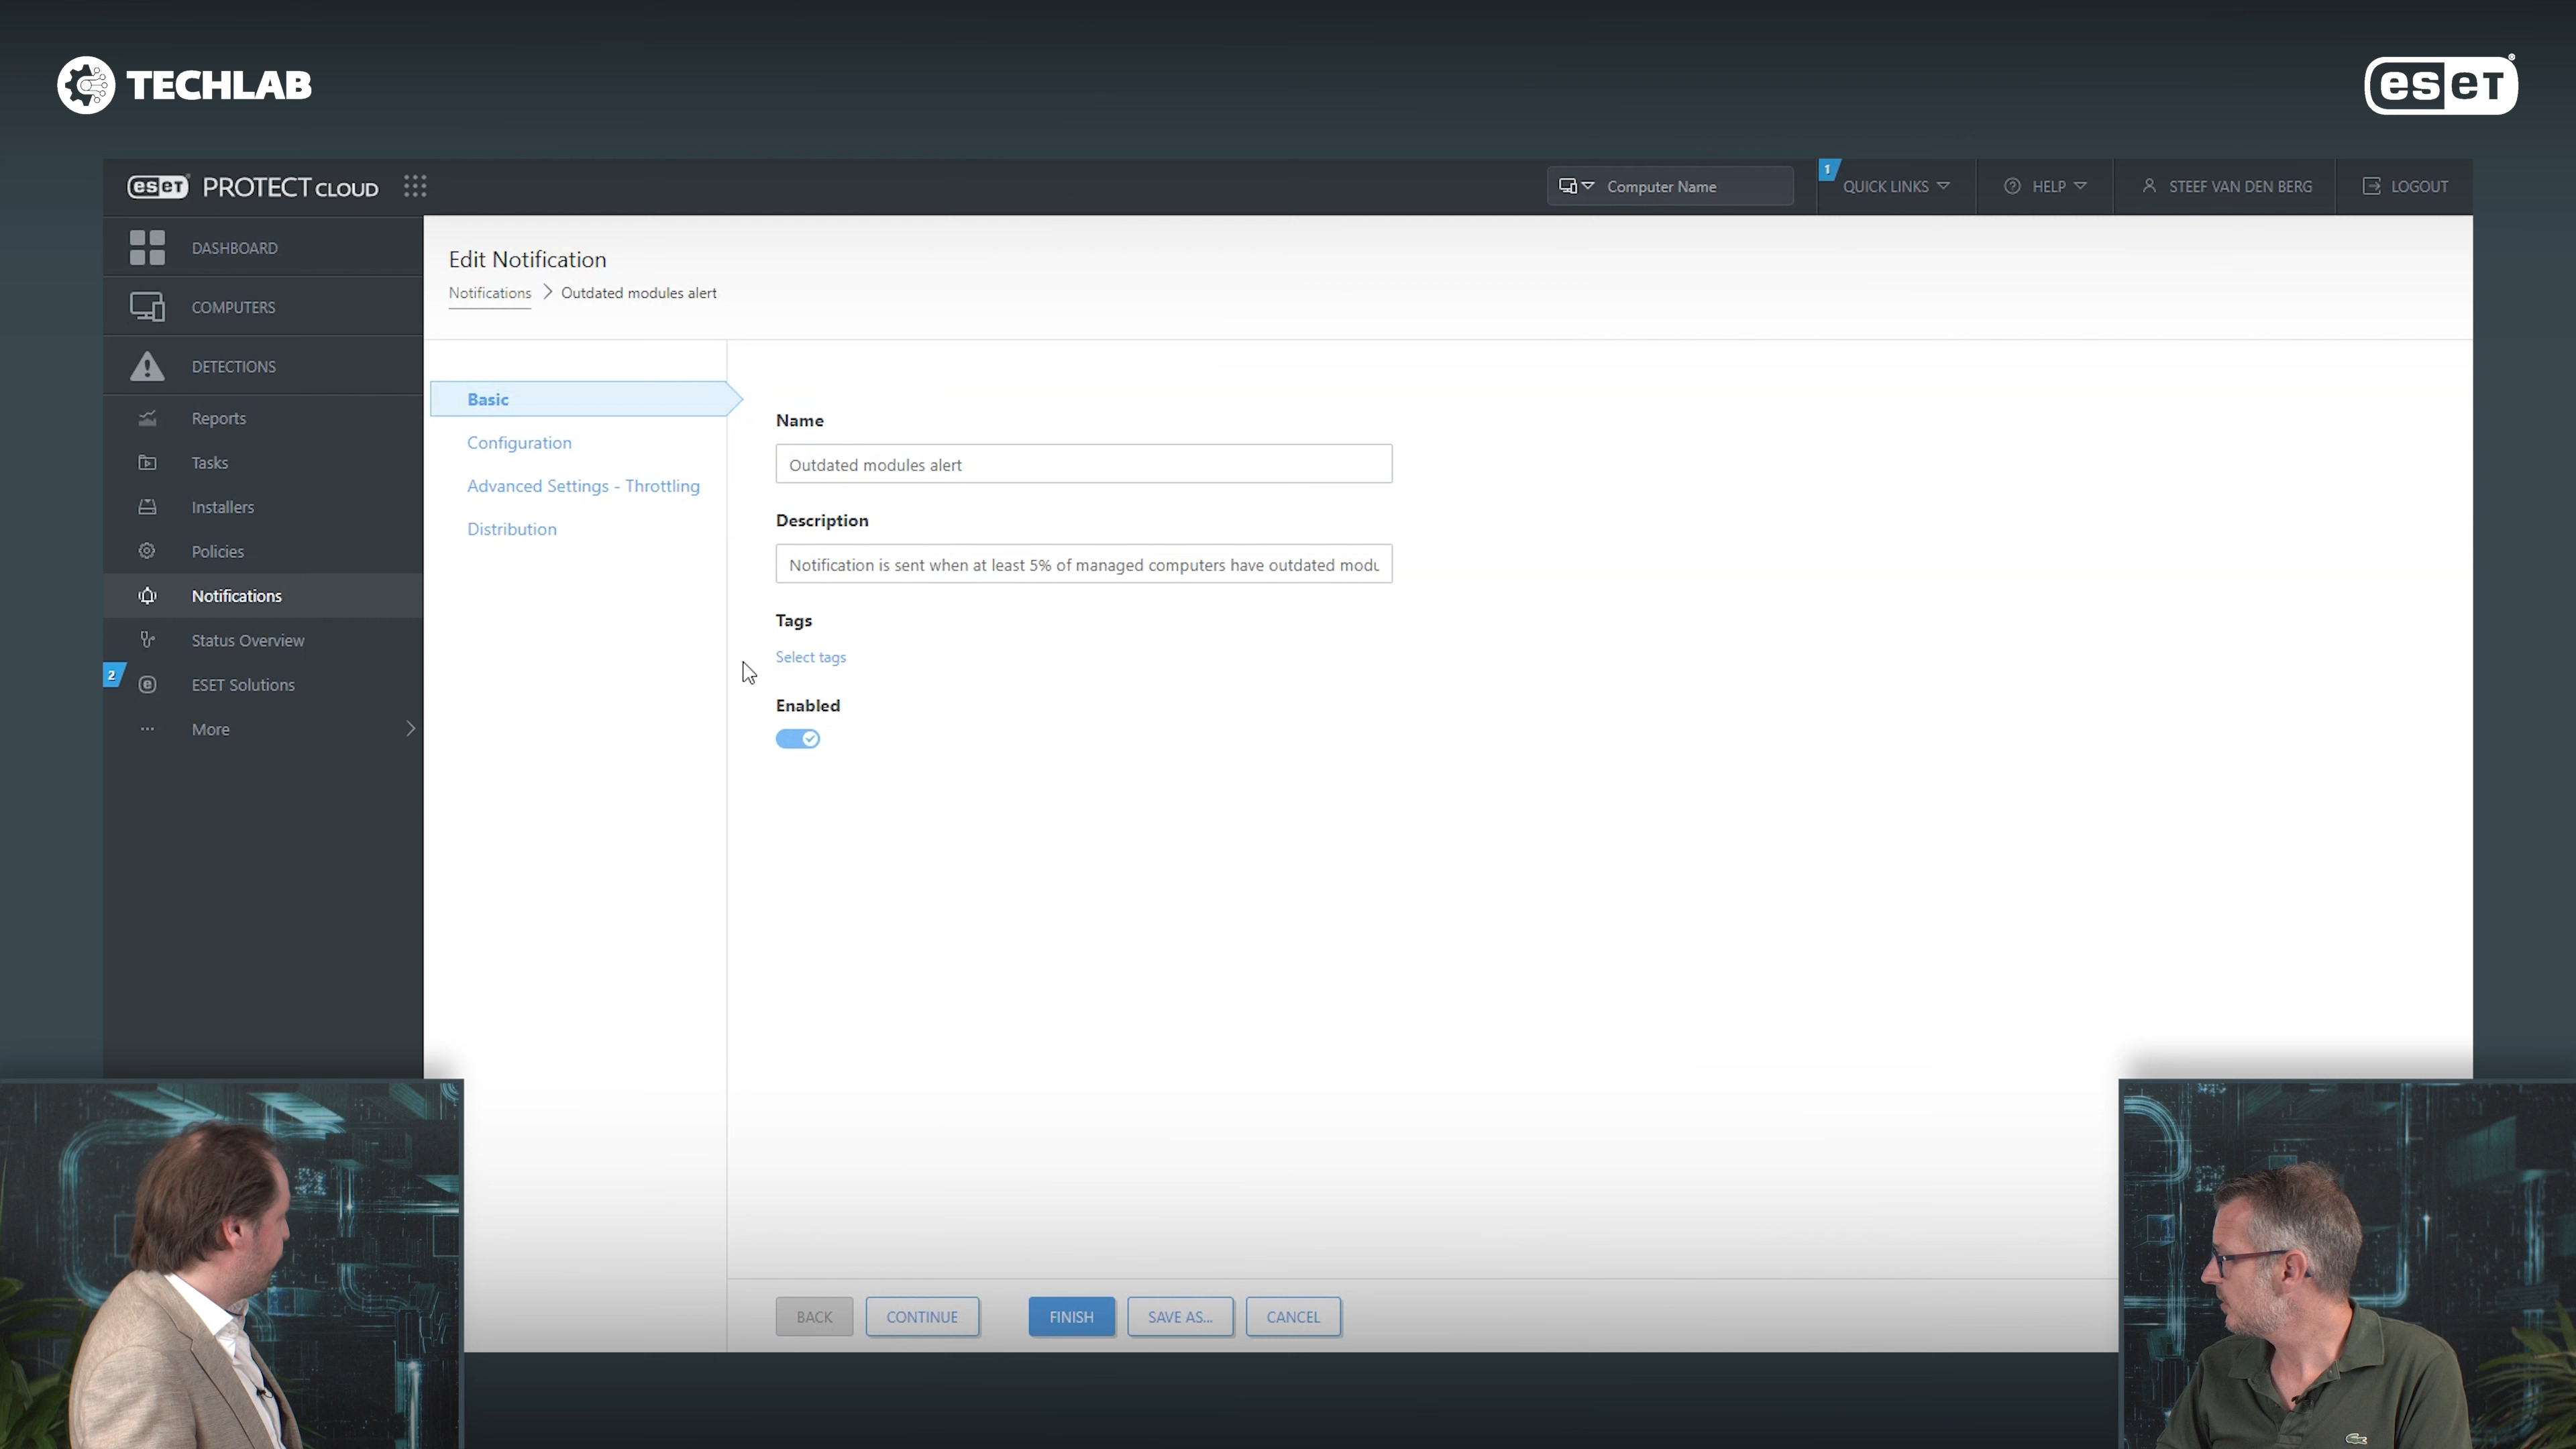 TECHLAB
eset
eset PROTECT CLOUD
Computer Name
1
QUICK LINKS
HELP
STEEF VAN DEN BERG
LOGOUT
DASHBOARD
COMPUTERS
DETECTIONS
Reports
Tasks
Installers
Policies
Notifications
Status Overview
2
ESET Solutions
More
Edit Notification
Notifications > Outdated modules alert
Basic
Configuration
Advanced Settings - Throttling
Distribution
Name
Outdated modules alert
Description
Notification is sent when at least 5% of managed computers have outdated modu
Tags
Select tags
Enabled
BACK
CONTINUE
FINISH
SAVE AS...
CANCEL